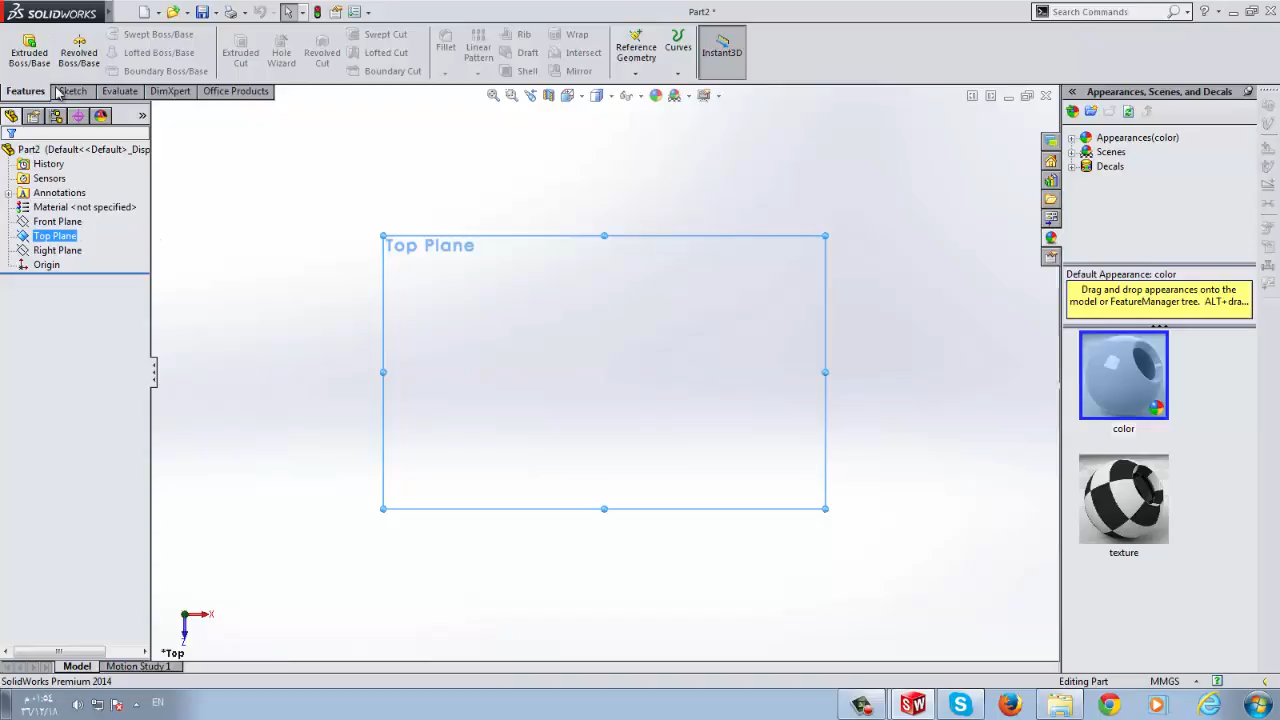 SOLIDWORKS
Part2 *
Search Commands
Extruded Boss/Base
Revolved Boss/Base
Swept Boss/Base
Lofted Boss/Base
Boundary Boss/Base
Extruded Cut
Hole Wizard
Revolved Cut
Swept Cut
Lofted Cut
Boundary Cut
Fillet
Linear Pattern
Rib
Draft
Shell
Wrap
Intersect
Mirror
Reference Geometry
Curves
Instant3D
Features
Sketch
Evaluate
DimXpert
Office Products
Part2 (Default<<Default>_Disp
History
Sensors
Annotations
Material <not specified>
Front Plane
Top Plane
Right Plane
Origin
Top Plane
X
Z
*Top
Appearances, Scenes, and Decals
Appearances(color)
Scenes
Decals
Default Appearance: color
Drag and drop appearances onto the
model or FeatureManager tree. ALT+dra...
color
texture
Model
Motion Study 1
SolidWorks Premium 2014
Editing Part
MMGS
EN
٠١:٥٤ م
٣٦/١٢/١٨